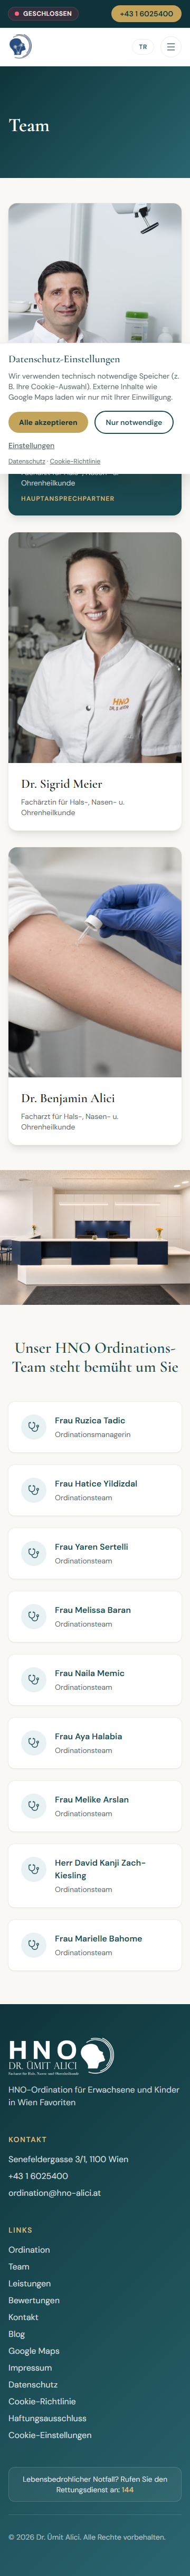 GESCHLOSSEN
+43 1 6025400
TR
Team
Datenschutz-Einstellungen
Wir verwenden technisch notwendige Speicher (z.
B. Ihre Cookie-Auswahl). Externe Inhalte wie
Google Maps laden wir nur mit Ihrer Einwilligung.
Alle akzeptieren
Nur notwendige
Einstellungen
Datenschutz · Cookie-Richtlinie
Ohrenheilkunde
HAUPTANSPRECHPARTNER
HNO
Dr. Sigrid Meier
Fachärztin für Hals-, Nasen- u.
Ohrenheilkunde
Dr. Benjamin Alici
Facharzt für Hals-, Nasen- u.
Ohrenheilkunde
Unser HNO Ordinations-
Team steht bemüht um Sie
Frau Ruzica Tadic
Ordinationsmanagerin
Frau Hatice Yildizdal
Ordinationsteam
Frau Yaren Sertelli
Ordinationsteam
Frau Melissa Baran
Ordinationsteam
Frau Naila Memic
Ordinationsteam
Frau Aya Halabia
Ordinationsteam
Frau Melike Arslan
Ordinationsteam
Herr David Kanji Zach-
Kiesling
Ordinationsteam
Frau Marielle Bahome
Ordinationsteam
HNO
DR. ÜMIT ALICI
Facharzt für Hals-, Nasen-, und Ohrenheilkunde
HNO-Ordination für Erwachsene und Kinder
in Wien Favoriten
KONTAKT
Senefeldergasse 3/1, 1100 Wien
+43 1 6025400
ordination@hno-alici.at
LINKS
Ordination
Team
Leistungen
Bewertungen
Kontakt
Blog
Google Maps
Impressum
Datenschutz
Cookie-Richtlinie
Haftungsausschluss
Cookie-Einstellungen
Lebensbedrohlicher Notfall? Rufen Sie den
Rettungsdienst an: 144
© 2026 Dr. Ümit Alici. Alle Rechte vorbehalten.